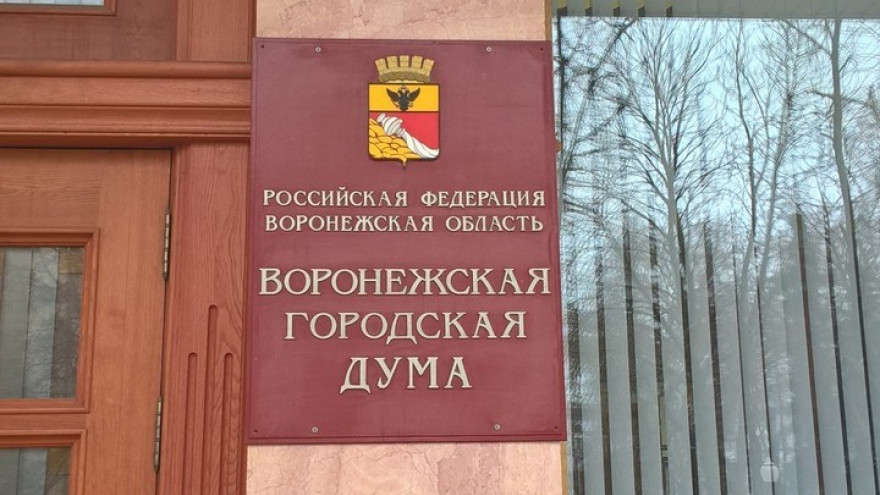 РОССИЙСКАЯ ФЕДЕРАЦИЯ
ВОРОНЕЖСКАЯ ОБЛАСТЬ
ВОРОНЕЖСКАЯ
ГОРОДСКАЯ
ДУМА